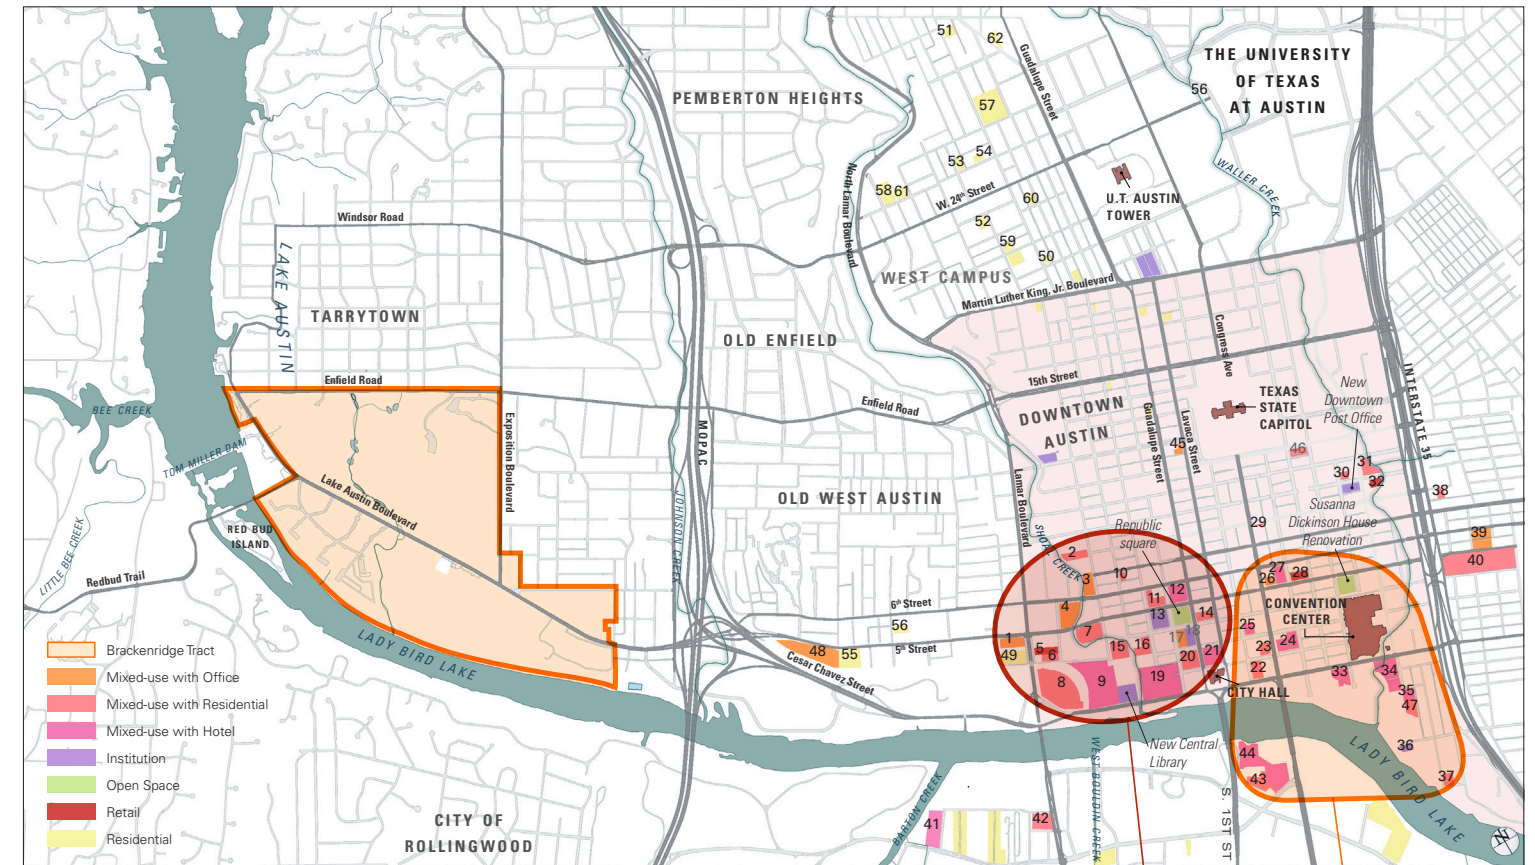 51
62
Guadalupe Street
THE UNIVERSITY
OF TEXAS
AT AUSTIN
56
PEMBERTON HEIGHTS
57
54
53
WALLER CREEK
58 61
North Lamar Boulevard
W. 24th Street
60
U.T. AUSTIN
TOWER
52
59
50
Windsor Road
LAKE AUSTIN
WEST CAMPUS
Martin Luther King, Jr. Boulevard
TARRYTOWN
OLD ENFIELD
Congress Ave
INTERSTATE 35
Enfield Road
15th Street
Enfield Road
BEE CREEK
DOWNTOWN
AUSTIN
TEXAS
STATE
CAPITOL
New
Downtown
Post Office
Exposition Boulevard
MOPAC
Guadalupe Street
Lavaca Street
45
46
TOM MILLER DAM
30
31
32
38
Lake Austin Boulevard
OLD WEST AUSTIN
Lamar Boulevard
JOHNSON CREEK
Susanna
Dickinson House
Renovation
RED BUD
ISLAND
Republic
square
29
39
LITTLE BEE CREEK
SHOAL CREEK
2
40
Redbud Trail
3
10
27
26
28
6th Street
4
11
12
13
14
CONVENTION
CENTER
56
7
17
18
25
5th Street
1
49
5
6
15
16
20
21
23
24
LADY BIRD LAKE
48
55
Cesar Chavez Street
8
9
19
22
33
34
CITY HALL
35
47
Brackenridge Tract
Mixed-use with Office
Mixed-use with Residential
Mixed-use with Hotel
Institution
Open Space
Retail
Residential
New Central
Library
36
44
43
37
LADY BIRD LAKE
WEST BOULDIN CREEK
BARTON CREEK
S. 1ST ST
41
42
CITY OF
ROLLINGWOOD
N